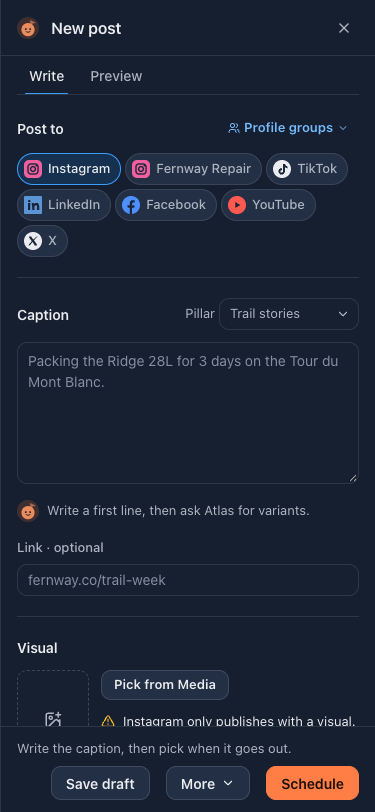 New post
Write Preview
Post to Profile groups
Instagram Fernway Repair TikTok
LinkedIn Facebook YouTube
X
Caption Pillar Trail stories
Packing the Ridge 28L for 3 days on the Tour du
Mont Blanc.
Write a first line, then ask Atlas for variants.
Link · optional
fernway.co/trail-week
Visual
Pick from Media
Instagram only publishes with a visual.
Write the caption, then pick when it goes out.
Save draft More Schedule